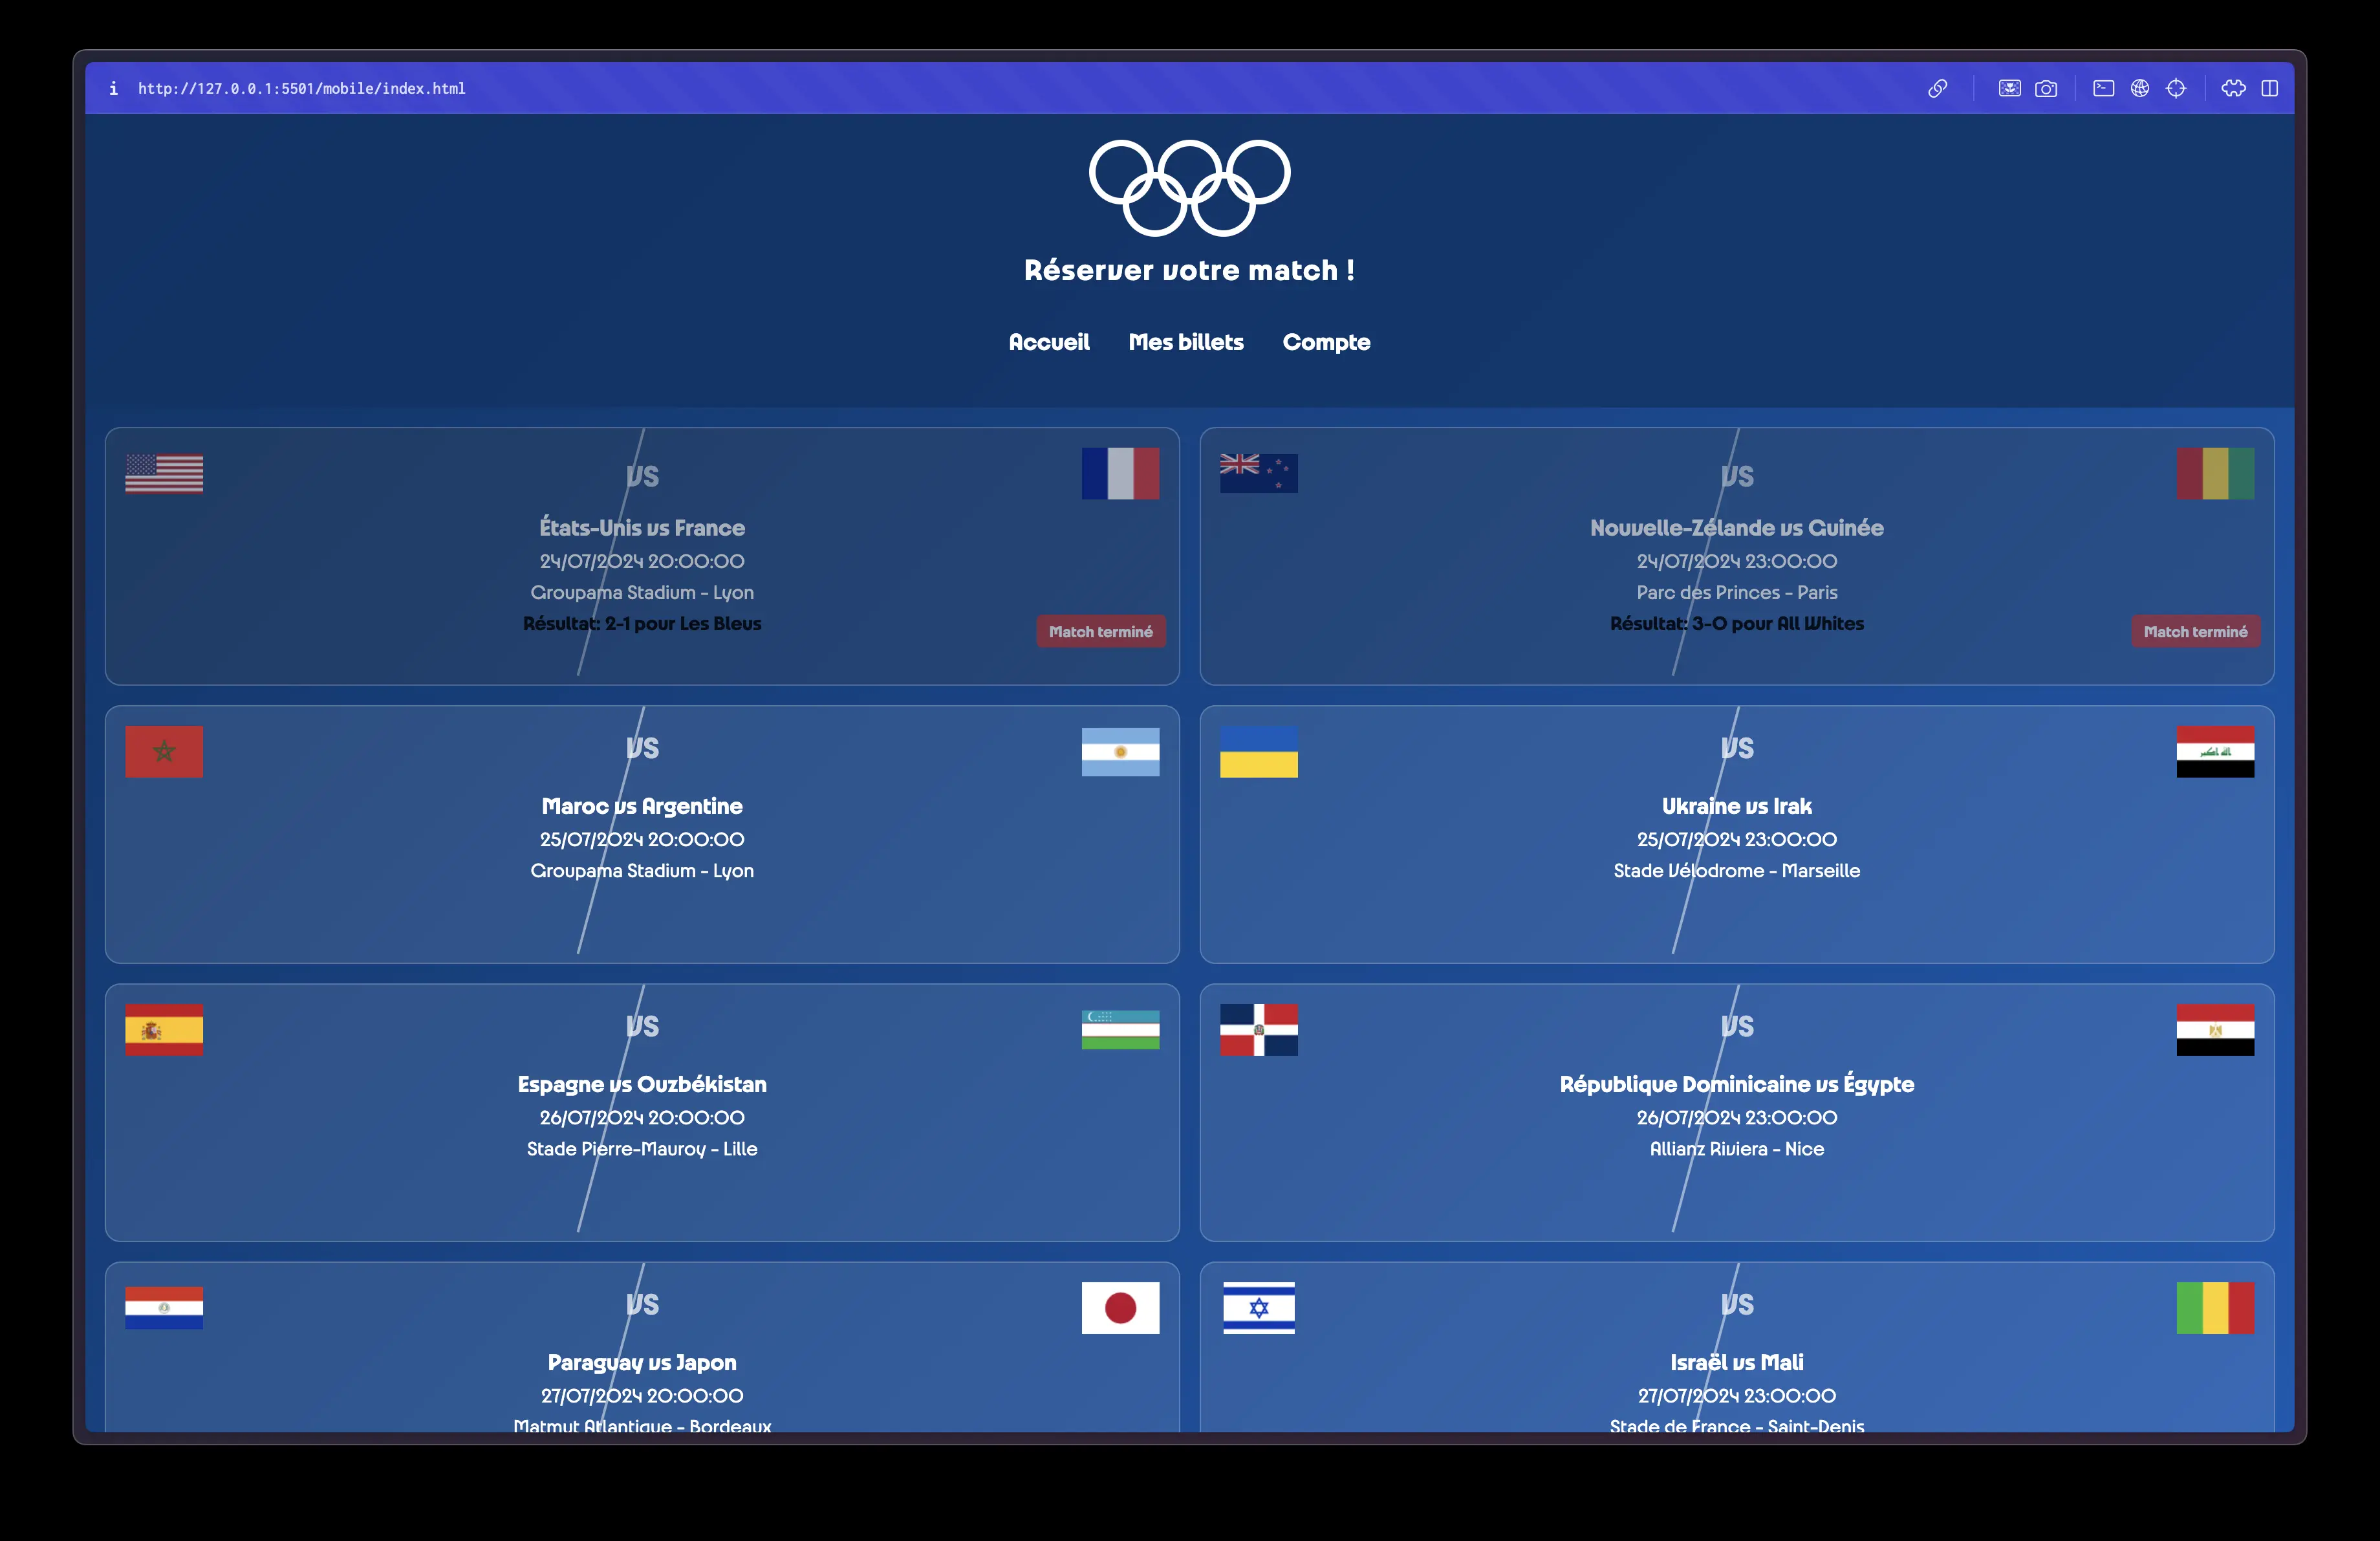 i http://127.0.0.1:5501/mobile/index.html
Réserver votre match !
Accueil Mes billets Compte
VS
États-Unis vs France
24/07/2024 20:00:00
Groupama Stadium - Lyon
Résultat: 2-1 pour Les Bleus
Match terminé
VS
Nouvelle-Zélande vs Guinée
24/07/2024 23:00:00
Parc des Princes - Paris
Résultat: 3-0 pour All Whites
Match terminé
VS
Maroc vs Argentine
25/07/2024 20:00:00
Groupama Stadium - Lyon
VS
Ukraine vs Irak
25/07/2024 23:00:00
Stade Vélodrome - Marseille
VS
Espagne vs Ouzbékistan
26/07/2024 20:00:00
Stade Pierre-Mauroy - Lille
VS
République Dominicaine vs Égypte
26/07/2024 23:00:00
Allianz Riviera - Nice
VS
Paraguay vs Japon
27/07/2024 20:00:00
Matmut Atlantique - Bordeaux
VS
Israël vs Mali
27/07/2024 23:00:00
Stade de France - Saint-Denis